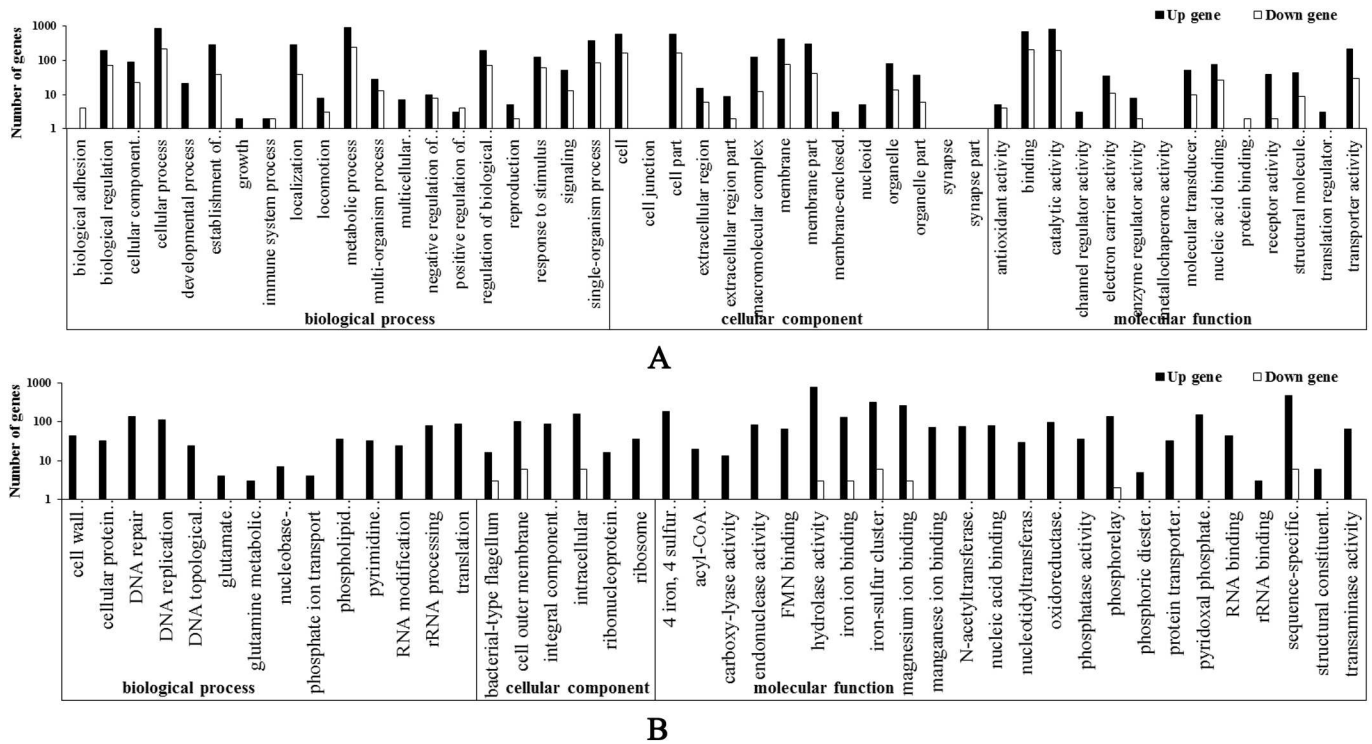 Up gene
Down gene
Number of genes
1000
100
10
1
biological adhesion
biological regulation
cellular component..
cellular process
developmental process
establishment of..
growth
immune system process
localization
locomotion
metabolic process
multi-organism process
multicellular..
negative regulation of..
positive regulation of..
regulation of biological..
reproduction
response to stimulus
signaling
single-organism process
cell
cell junction
cell part
extracellular region
extracellular region part
macromolecular complex
membrane
membrane part
membrane-enclosed..
nucleoid
organelle
organelle part
synapse
synapse part
antioxidant activity
binding
catalytic activity
channel regulator activity
electron carrier activity
enzyme regulator activity
metallochaperone activity
molecular transducer..
nucleic acid binding..
protein binding..
receptor activity
structural molecule..
translation regulator..
transporter activity
biological process
cellular component
molecular function
A
Up gene
Down gene
Number of genes
1000
100
10
1
cell wall..
cellular protein..
DNA repair
DNA replication
DNA topological..
glutamate..
glutamine metabolic..
nucleobase-..
phosphate ion transport
phospholipid..
pyrimidine..
RNA modification
rRNA processing
translation
bacterial-type flagellum
cell outer membrane
integral component..
intracellular
ribonucleoprotein..
ribosome
4 iron, 4 sulfur..
acyl-CoA..
carboxy-lyase activity
endonuclease activity
FMN binding
hydrolase activity
iron ion binding
iron-sulfur cluster..
magnesium ion binding
manganese ion binding
N-acetyltransferase..
nucleic acid binding
nucleotidyltransferas..
oxidoreductase..
phosphatase activity
phosphorelay..
phosphoric diester..
protein transporter..
pyridoxal phosphate..
RNA binding
rRNA binding
sequence-specific..
structural constituent..
transaminase activity
biological process
cellular component
molecular function
B